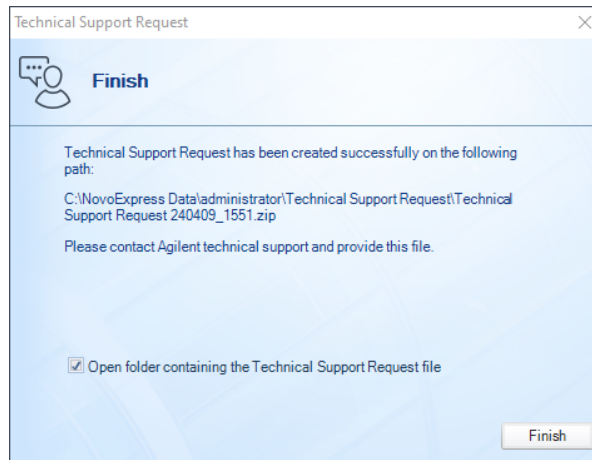 Technical Support Request
Finish
Technical Support Request has been created successfully on the following
path:
C:\NovoExpress Data\administrator\Technical Support Request\Technical
Support Request 240409_1551.zip
Please contact Agilent technical support and provide this file.
Open folder containing the Technical Support Request file
Finish